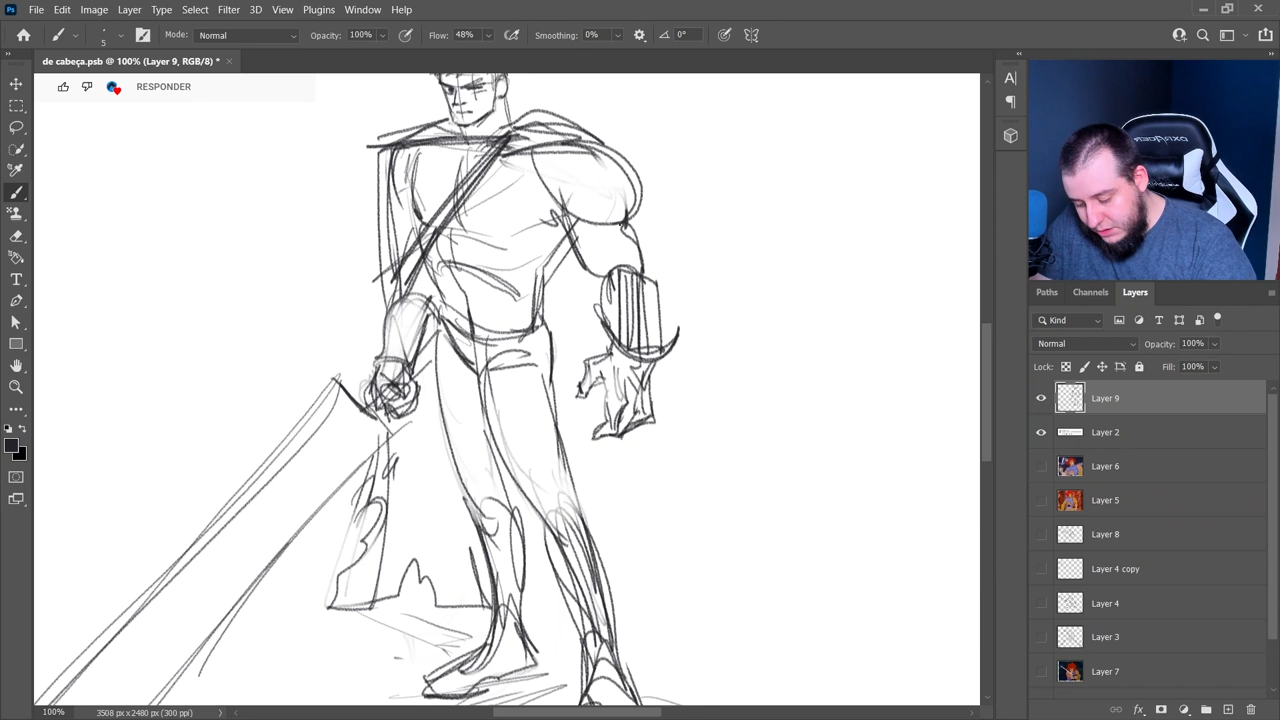 File Edit Image Layer Type Select Filter 3D View Plugins Window Help
5 Mode: Normal Opacity: 100% Flow: 48% Smoothing: 0% 0°
de cabeça.psb @ 100% (Layer 9, RGB/8) *
RESPONDER
Paths Channels Layers
Kind
Normal Opacity: 100%
Lock: Fill: 100%
Layer 9
Layer 2
Layer 6
Layer 5
Layer 8
Layer 4 copy
Layer 4
Layer 3
Layer 7
100% 3508 px x 2480 px (300 ppi)